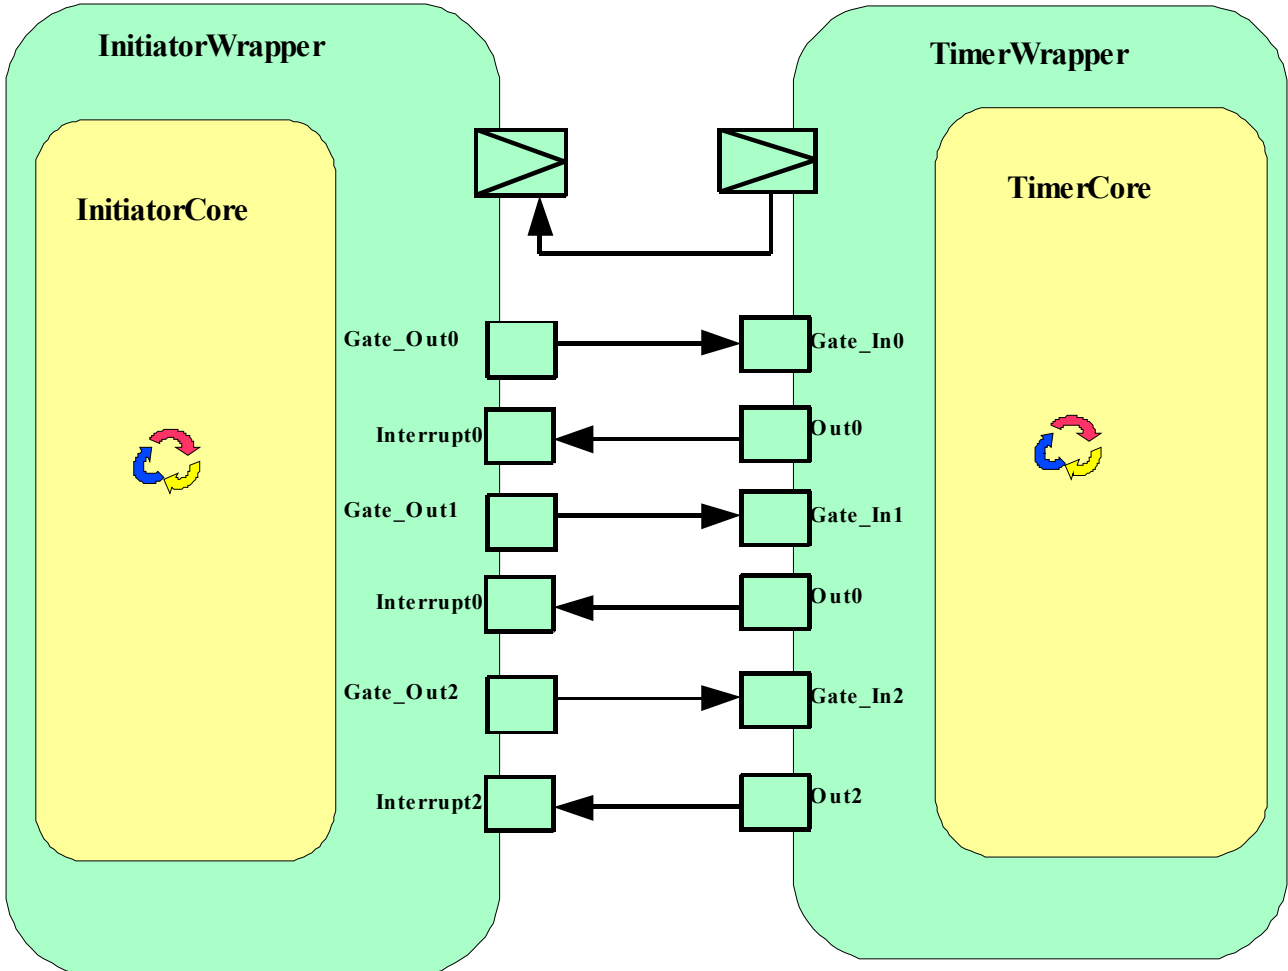 InitiatorWrapper
TimerWrapper
InitiatorCore
TimerCore
Gate_Out0
Gate_In0
Interrupt0
Out0
Gate_Out1
Gate_In1
Interrupt0
Out0
Gate_Out2
Gate_In2
Interrupt2
Out2